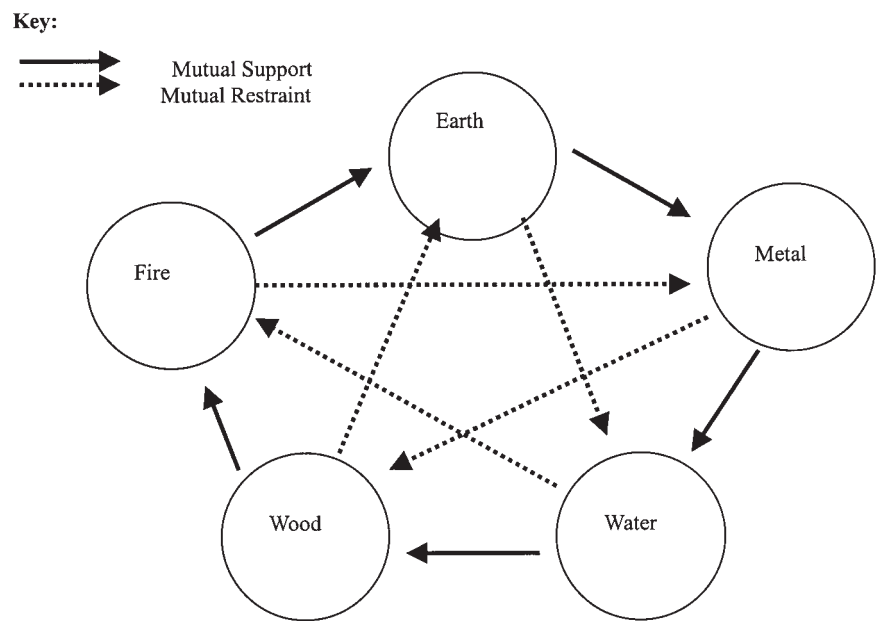 Key:
Mutual Support
Mutual Restraint
Earth
Metal
Fire
Wood
Water